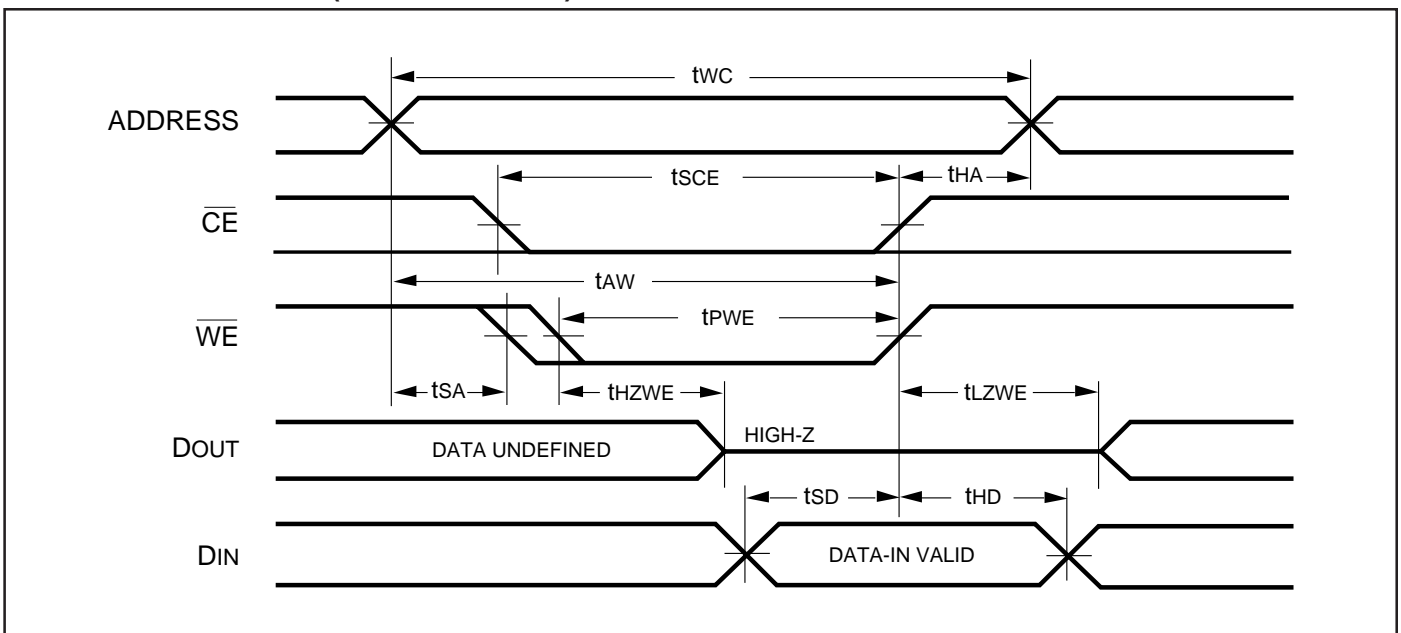 tWC
ADDRESS
tSCE
tHA
CE
tAW
tPWE
WE
tSA
tHZWE
tLZWE
DOUT
DATA UNDEFINED
HIGH-Z
tSD
tHD
DIN
DATA-IN VALID